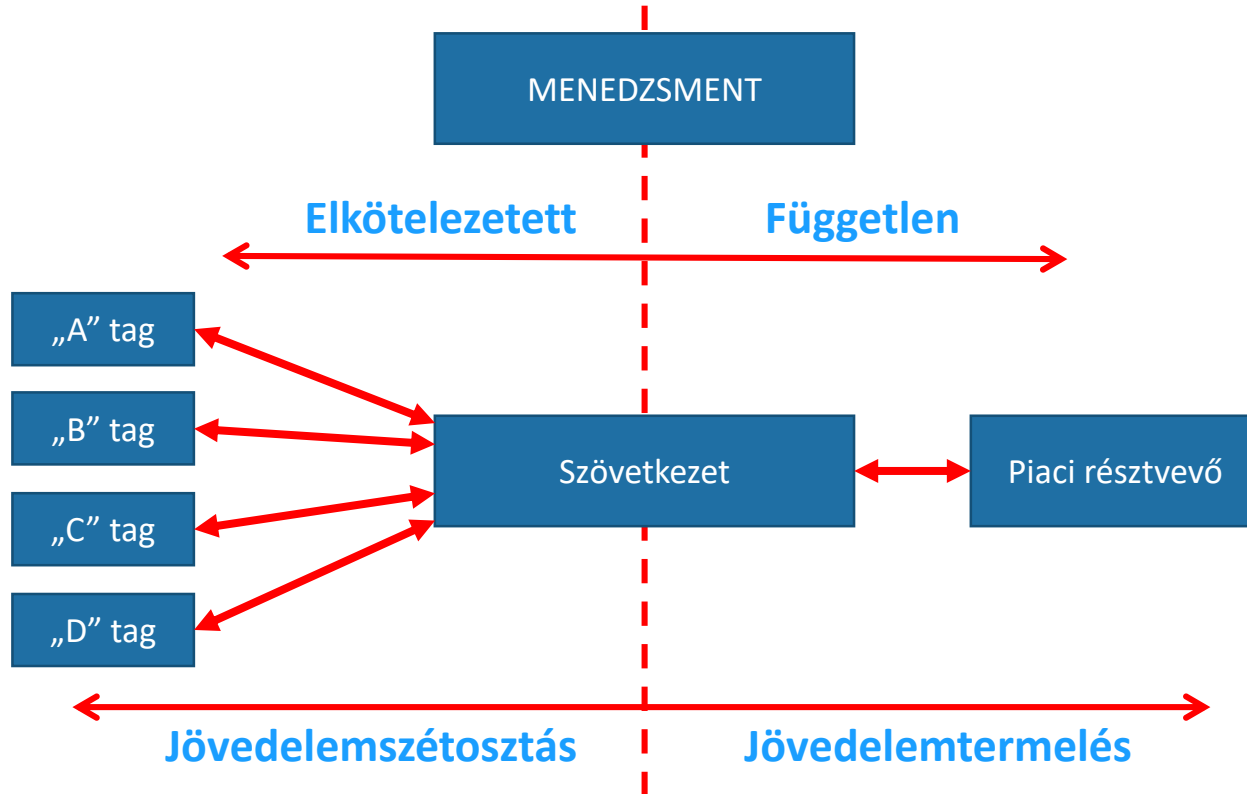 MENEDZSMENT
Elkötelezetett
Független
„A” tag
„B” tag
„C” tag
„D” tag
Szövetkezet
Piaci résztvevő
Jövedelemszétosztás
Jövedelemtermelés